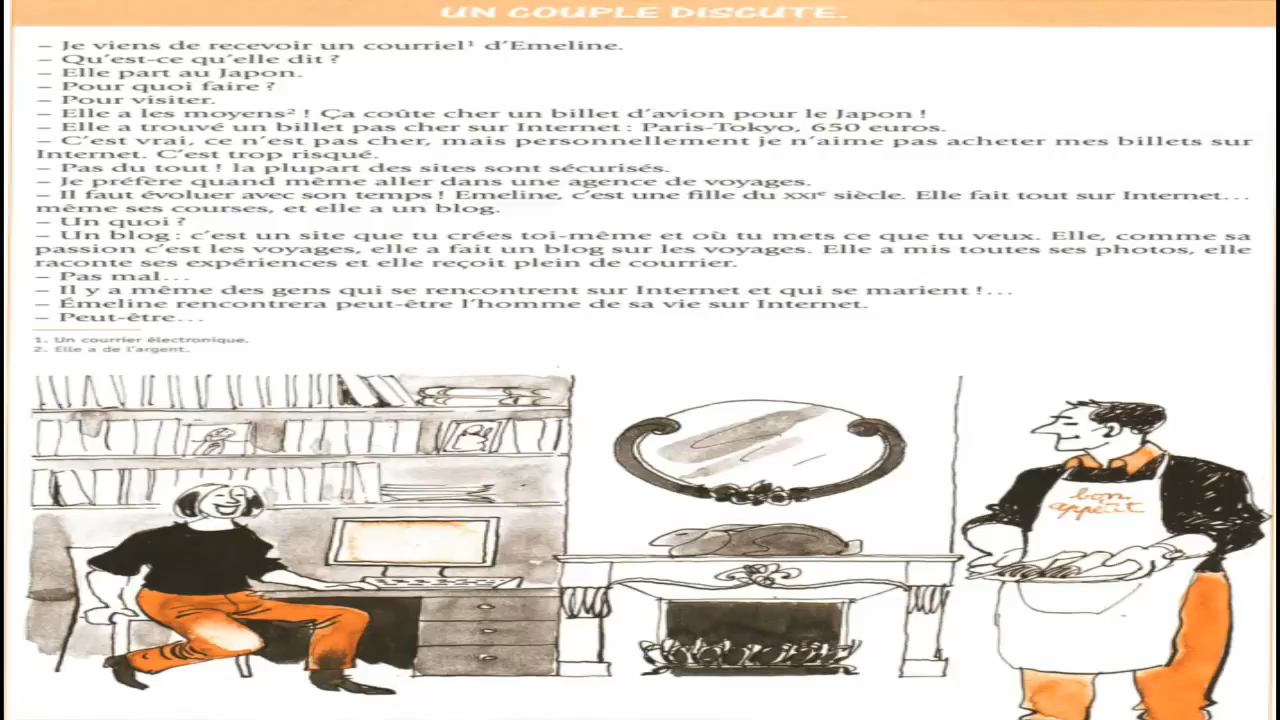 UN COUPLE DISCUTE.
– Je viens de recevoir un courriel¹ d'Emeline.
– Qu'est-ce qu'elle dit ?
– Elle part au Japon.
– Pour quoi faire ?
– Pour visiter.
– Elle a les moyens² ! Ça coûte cher un billet d'avion pour le Japon !
– Elle a trouvé un billet pas cher sur Internet : Paris-Tokyo, 650 euros.
– C'est vrai, ce n'est pas cher, mais personnellement je n'aime pas acheter mes billets sur
Internet. C'est trop risqué.
– Pas du tout ! la plupart des sites sont sécurisés.
– Je préfère quand même aller dans une agence de voyages.
– Il faut évoluer avec son temps ! Emeline, c'est une fille du XXIᵉ siècle. Elle fait tout sur Internet…
même ses courses, et elle a un blog.
– Un quoi ?
– Un blog : c'est un site que tu crées toi-même et où tu mets ce que tu veux. Elle, comme sa
passion c'est les voyages, elle a fait un blog sur les voyages. Elle a mis toutes ses photos, elle
raconte ses expériences et elle reçoit plein de courrier.
– Pas mal…
– Il y a même des gens qui se rencontrent sur Internet et qui se marient !…
– Émeline rencontrera peut-être l'homme de sa vie sur Internet.
– Peut-être…
1. Un courrier électronique.
2. Elle a de l'argent.
bon
appétit